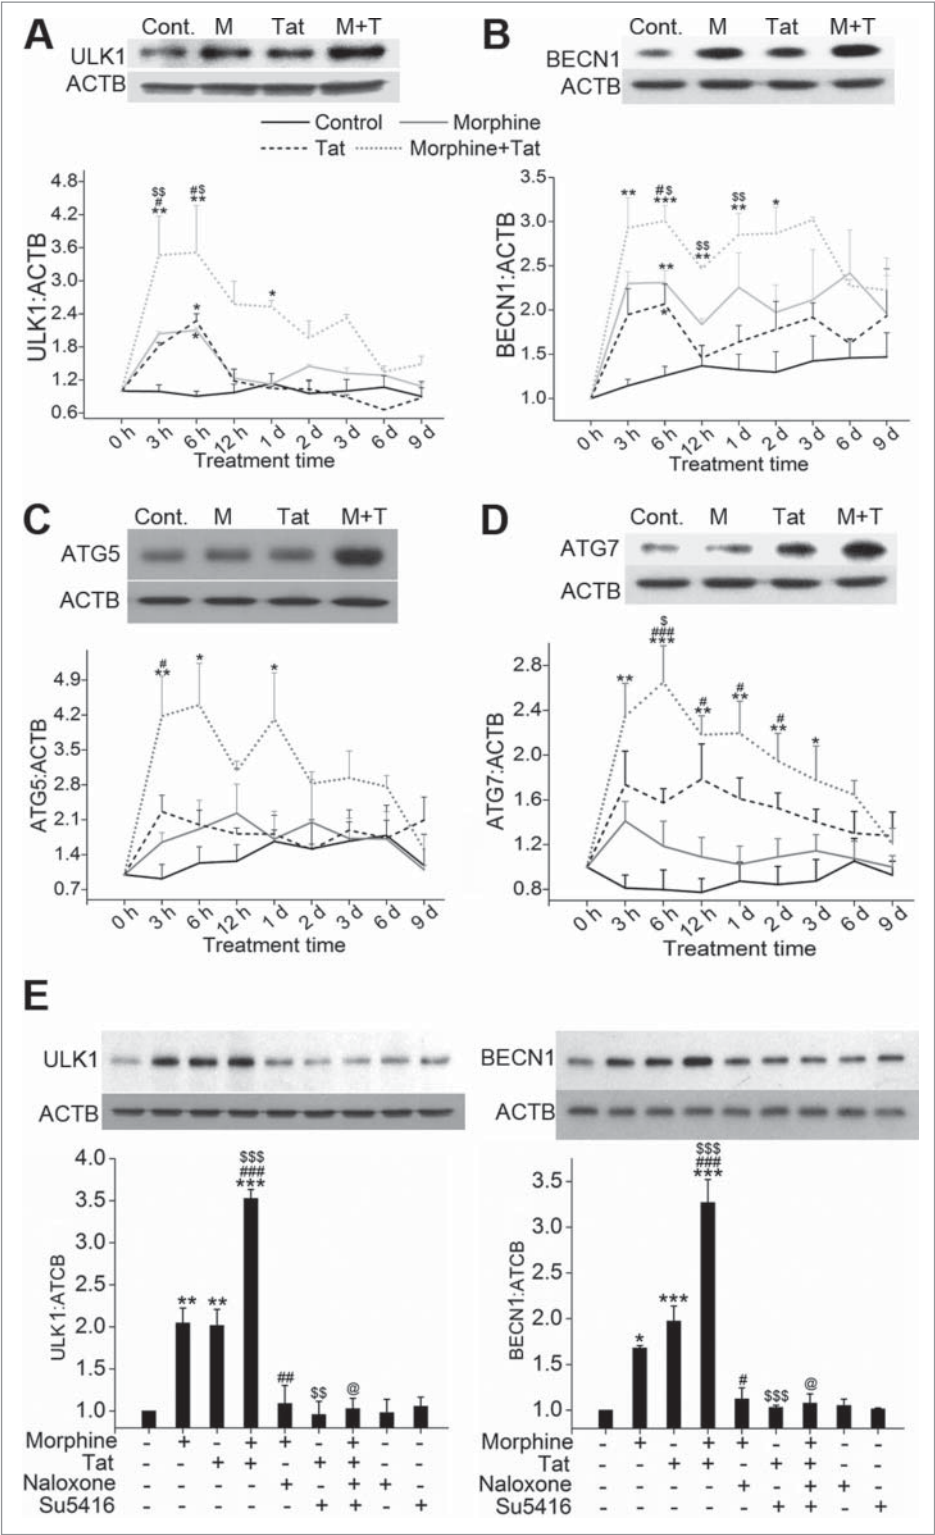 A
Cont. M Tat M+T
ULK1
ACTB
B
Cont. M Tat M+T
BECN1
ACTB
Control Morphine
Tat Morphine+Tat
ULK1:ACTB
4.8
4.2
3.6
3.0
2.4
1.8
1.2
0.6
$$
#
**
#$
**
*
*
*
0 h 3 h 6 h 12 h 1 d 2 d 3 d 6 d 9 d
Treatment time
BECN1:ACTB
3.5
3.0
2.5
2.0
1.5
1.0
**
#$
***
**
*
$$
**
$$
**
*
0 h 3 h 6 h 12 h 1 d 2 d 3 d 6 d 9 d
Treatment time
C
Cont. M Tat M+T
ATG5
ACTB
D
Cont. M Tat M+T
ATG7
ACTB
ATG5:ACTB
4.9
4.2
3.5
2.8
2.1
1.4
0.7
#
**
*
*
0 h 3 h 6 h 12 h 1 d 2 d 3 d 6 d 9 d
Treatment time
ATG7:ACTB
2.8
2.4
2.0
1.6
1.2
0.8
**
$
###
***
#
**
#
**
#
**
*
0 h 3 h 6 h 12 h 1 d 2 d 3 d 6 d 9 d
Treatment time
E
ULK1
ACTB
ULK1:ATCB
4.0
3.5
3.0
2.5
2.0
1.5
1.0
** **
$$$
###
***
## $$ @
Morphine - + - + + - + - -
Tat - - + + - + + - -
Naloxone - - - - + - + + -
Su5416 - - - - - + + - +
BECN1
ACTB
BECN1:ATCB
3.5
3.0
2.5
2.0
1.5
1.0
* ***
$$$
###
***
# $$$ @
Morphine - + - + + - + - -
Tat - - + + - + + - -
Naloxone - - - - + - + + -
Su5416 - - - - - + + - +